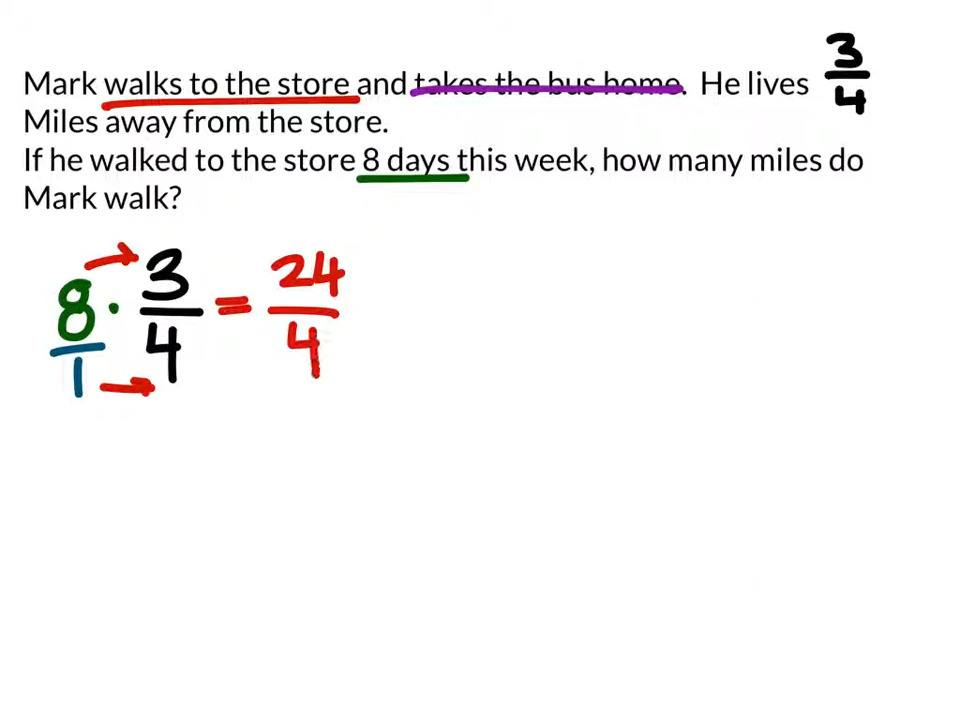 Mark walks to the store and takes the bus home. He lives 3/4
Miles away from the store.
If he walked to the store 8 days this week, how many miles do
Mark walk?
8/1 · 3/4 = 24/4